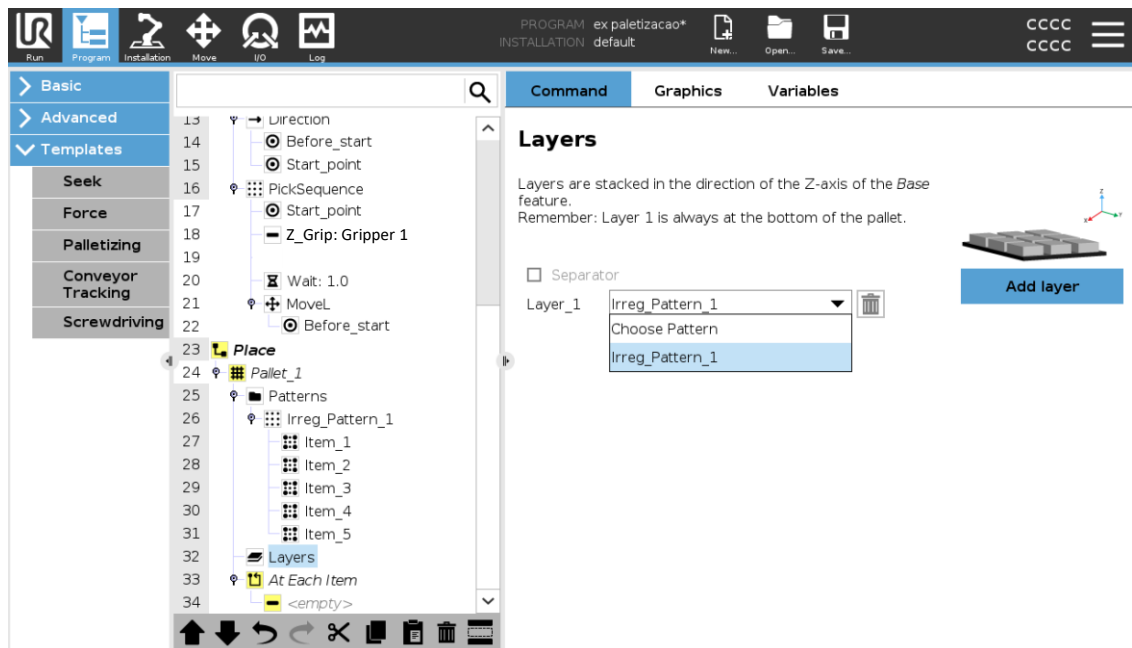 PROGRAM ex paletizacao*
INSTALLATION default
CCCC
CCCC
Run Program Installation Move I/O Log New... Open... Save...
Basic
Advanced
Templates
Seek
Force
Palletizing
Conveyor
Tracking
Screwdriving
13 Direction
14 Before_start
15 Start_point
16 PickSequence
17 Start_point
18 Z_Grip: Gripper 1
19
20 Wait: 1.0
21 MoveL
22 Before_start
23 Place
24 Pallet_1
25 Patterns
26 Irreg_Pattern_1
27 Item_1
28 Item_2
29 Item_3
30 Item_4
31 Item_5
32 Layers
33 At Each Item
34 <empty>
Command Graphics Variables
Layers
Layers are stacked in the direction of the Z-axis of the Base
feature.
Remember: Layer 1 is always at the bottom of the pallet.
Separator
Add layer
Layer_1 Irreg_Pattern_1
Choose Pattern
Irreg_Pattern_1